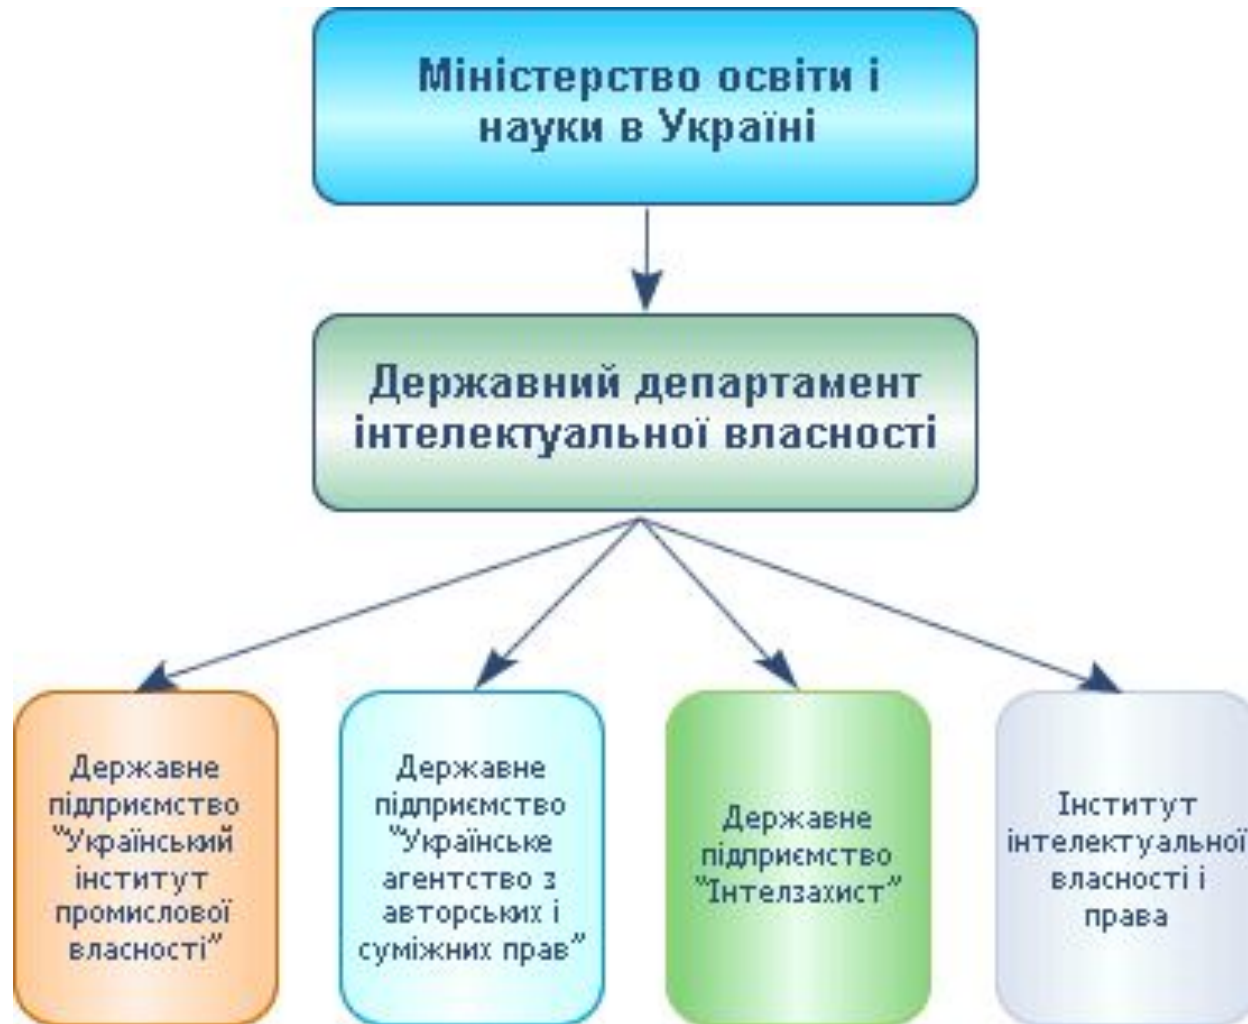 Міністерство освіти і
науки в Україні
Державний департамент
інтелектуальної власності
Державне
підприємство
"Український
інститут
промислової
власності"
Державне
підприємство
"Українське
агентство з
авторських і
суміжних прав"
Державне
підприємство
"Інтелзахист"
Інститут
інтелектуальної
власності і
права